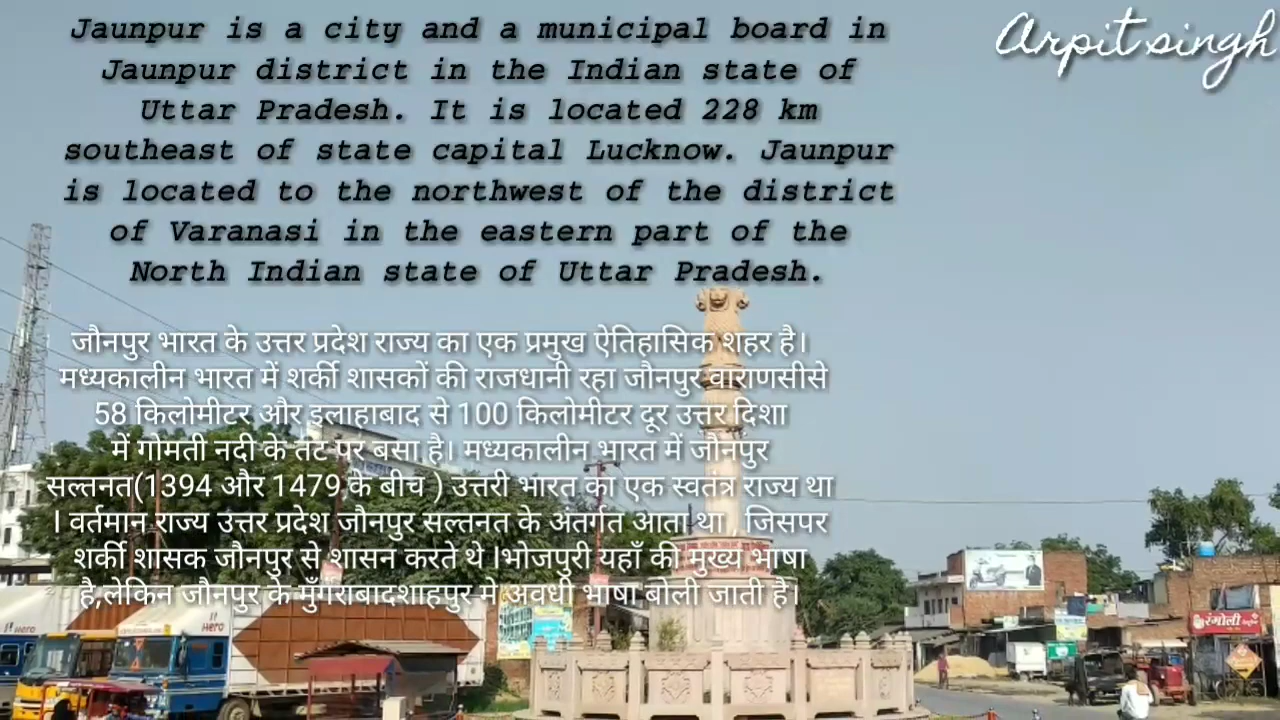 Jaunpur is a city and a municipal board in
Jaunpur district in the Indian state of
Uttar Pradesh. It is located 228 km
southeast of state capital Lucknow. Jaunpur
is located to the northwest of the district
of Varanasi in the eastern part of the
North Indian state of Uttar Pradesh.
Arpit singh
जौनपुर भारत के उत्तर प्रदेश राज्य का एक प्रमुख ऐतिहासिक शहर है।
मध्यकालीन भारत में शर्की शासकों की राजधानी रहा जौनपुर वाराणसीसे
58 किलोमीटर और इलाहाबाद से 100 किलोमीटर दूर उत्तर दिशा
में गोमती नदी के तट पर बसा है। मध्यकालीन भारत में जौनपुर
सल्तनत(1394 और 1479 के बीच ) उत्तरी भारत का एक स्वतंत्र राज्य था
। वर्तमान राज्य उत्तर प्रदेश जौनपुर सल्तनत के अंतर्गत आता था , जिसपर
शर्की शासक जौनपुर से शासन करते थे ।भोजपुरी यहाँ की मुख्य भाषा
है,लेकिन जौनपुर के मुँगराबादशाहपुर मे अवधी भाषा बोली जाती है।
Hero
Hero
रंगोली